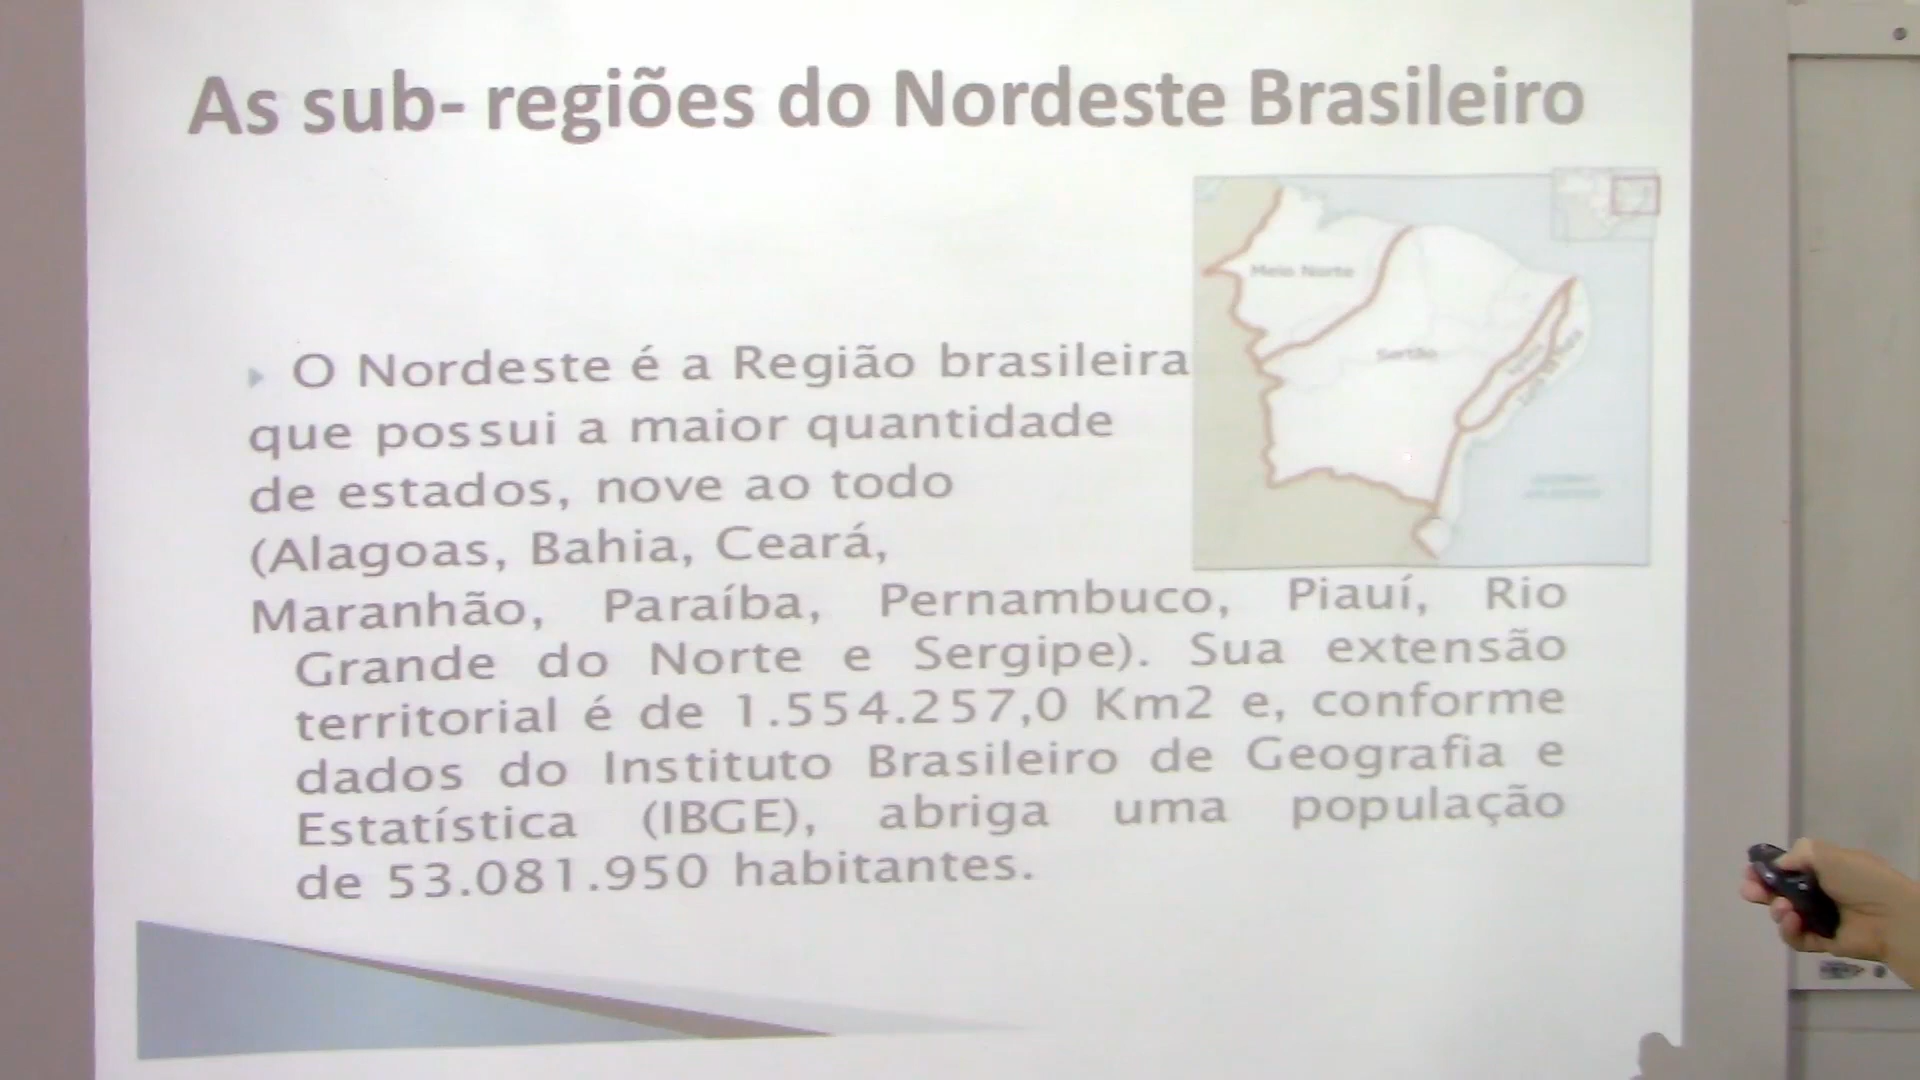 As sub- regiões do Nordeste Brasileiro
Meio Norte
Sertão
O Nordeste é a Região brasileira
que possui a maior quantidade
de estados, nove ao todo
(Alagoas, Bahia, Ceará,
Maranhão, Paraíba, Pernambuco, Piauí, Rio
Grande do Norte e Sergipe). Sua extensão
territorial é de 1.554.257,0 Km2 e, conforme
dados do Instituto Brasileiro de Geografia e
Estatística (IBGE), abriga uma população
de 53.081.950 habitantes.